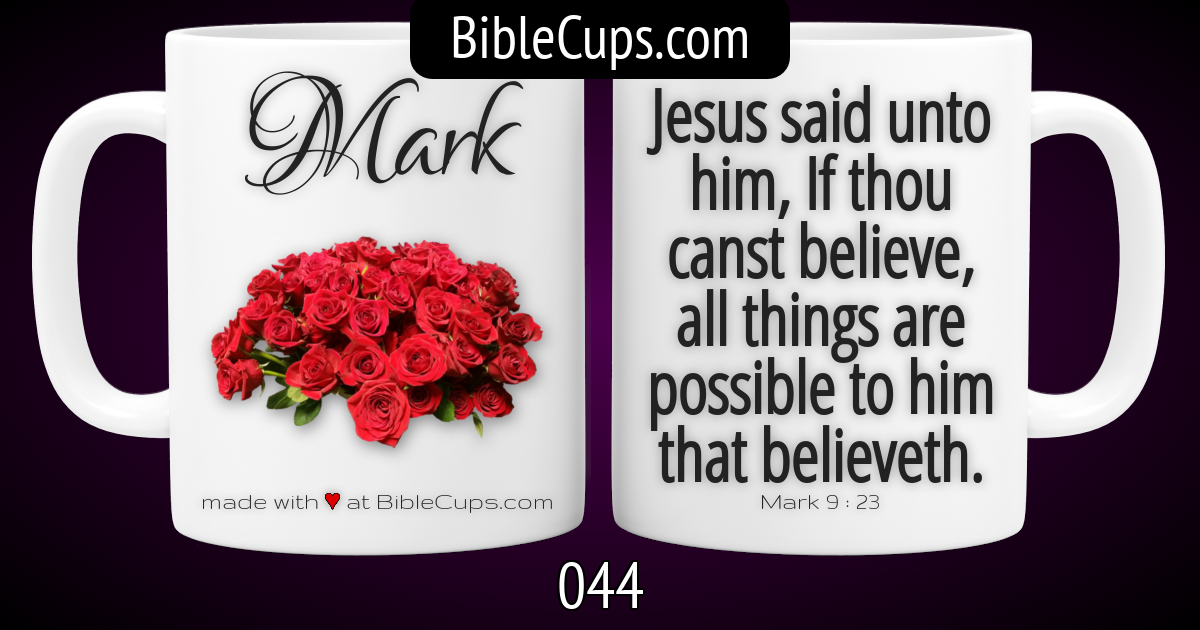 BibleCups.com
Mark
made with ♥ at BibleCups.com
Jesus said unto
him, If thou
canst believe,
all things are
possible to him
that believeth.
Mark 9 : 23
044